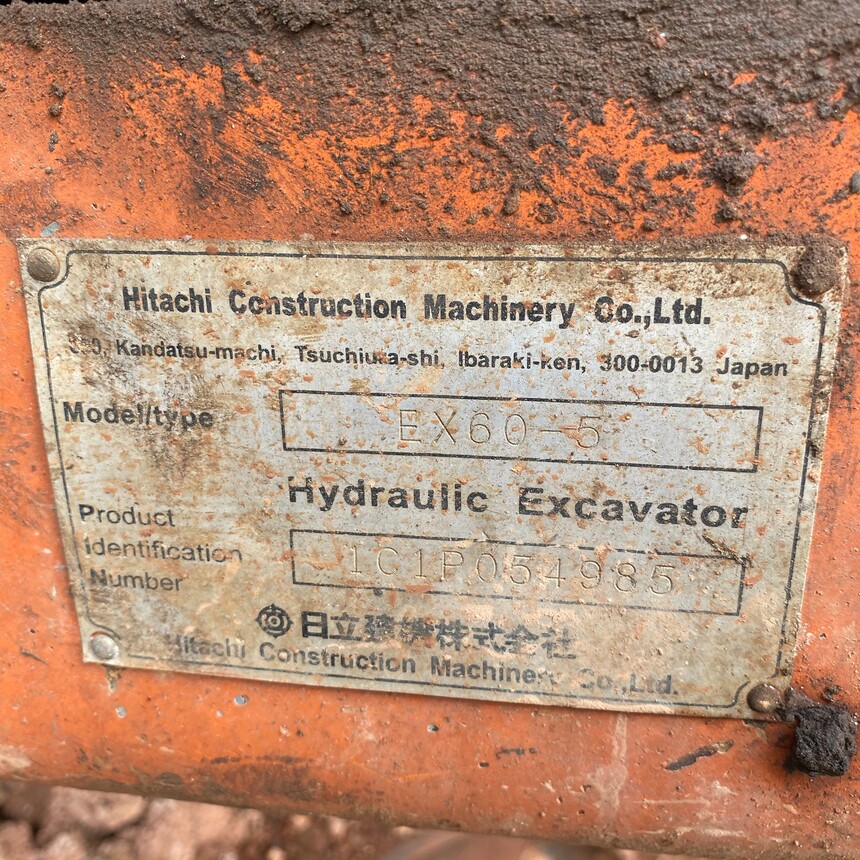 Hitachi Construction Machinery Co.,Ltd.
Kandatsu-machi, Tsuchiura-shi, Ibaraki-ken, 300-0013 Japan
Model/type EX60-5
Hydraulic Excavator
Product
Identification
Number
1C1P054985
日立建機株式会社
Hitachi Construction Machinery Co.,Ltd.